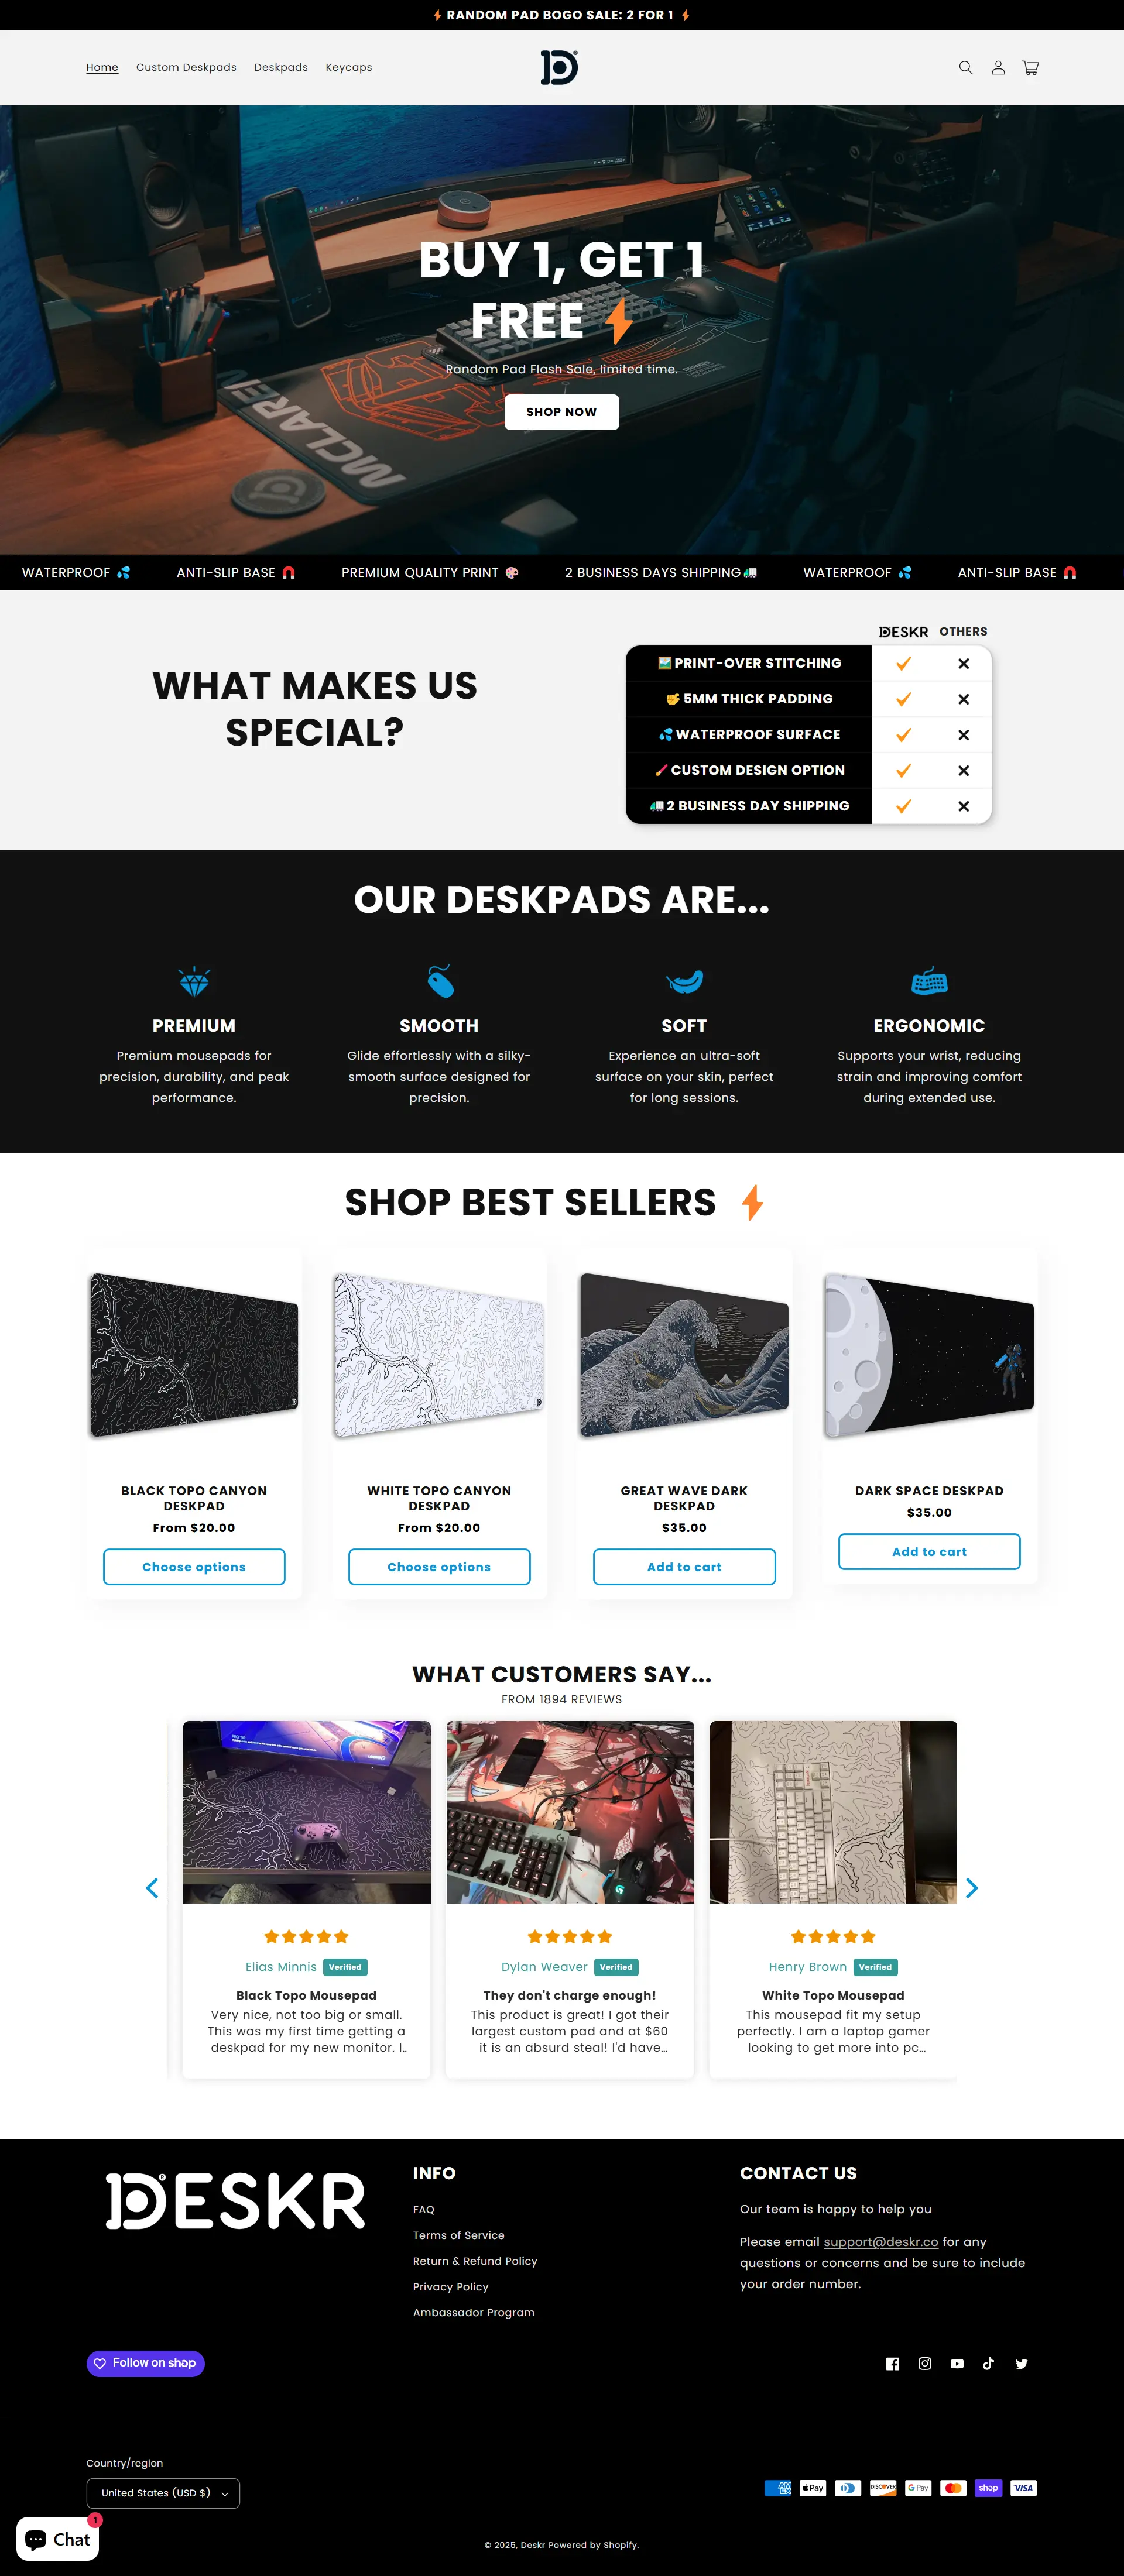 ⚡ RANDOM PAD BOGO SALE: 2 FOR 1 ⚡
Home Custom Deskpads Deskpads Keycaps
BUY 1, GET 1
FREE ⚡
Random Pad Flash Sale, limited time.
SHOP NOW
MCLAREN
WATERPROOF 💦 ANTI-SLIP BASE 🧲 PREMIUM QUALITY PRINT 🎨 2 BUSINESS DAYS SHIPPING🚛 WATERPROOF 💦 ANTI-SLIP BASE 🧲
WHAT MAKES US
SPECIAL?
DESKR OTHERS
🖼️ PRINT-OVER STITCHING
✊ 5MM THICK PADDING
💦 WATERPROOF SURFACE
🖌️ CUSTOM DESIGN OPTION
🚛 2 BUSINESS DAY SHIPPING
OUR DESKPADS ARE...
PREMIUM
Premium mousepads for
precision, durability, and peak
performance.
SMOOTH
Glide effortlessly with a silky-
smooth surface designed for
precision.
SOFT
Experience an ultra-soft
surface on your skin, perfect
for long sessions.
ERGONOMIC
Supports your wrist, reducing
strain and improving comfort
during extended use.
SHOP BEST SELLERS ⚡
BLACK TOPO CANYON
DESKPAD
From $20.00
Choose options
WHITE TOPO CANYON
DESKPAD
From $20.00
Choose options
GREAT WAVE DARK
DESKPAD
$35.00
Add to cart
DARK SPACE DESKPAD
$35.00
Add to cart
WHAT CUSTOMERS SAY...
FROM 1894 REVIEWS
Elias Minnis Verified
Black Topo Mousepad
Very nice, not too big or small.
This was my first time getting a
deskpad for my new monitor. I..
Dylan Weaver Verified
They don't charge enough!
This product is great! I got their
largest custom pad and at $60
it is an absurd steal! I'd have...
Henry Brown Verified
White Topo Mousepad
This mousepad fit my setup
perfectly. I am a laptop gamer
looking to get more into pc...
DESKR
INFO
FAQ
Terms of Service
Return & Refund Policy
Privacy Policy
Ambassador Program
CONTACT US
Our team is happy to help you
Please email support@deskr.co for any
questions or concerns and be sure to include
your order number.
Follow on shop
Country/region
United States (USD $)
AMEX Pay DISCOVER G Pay shop VISA
1
Chat
© 2025, Deskr Powered by Shopify.